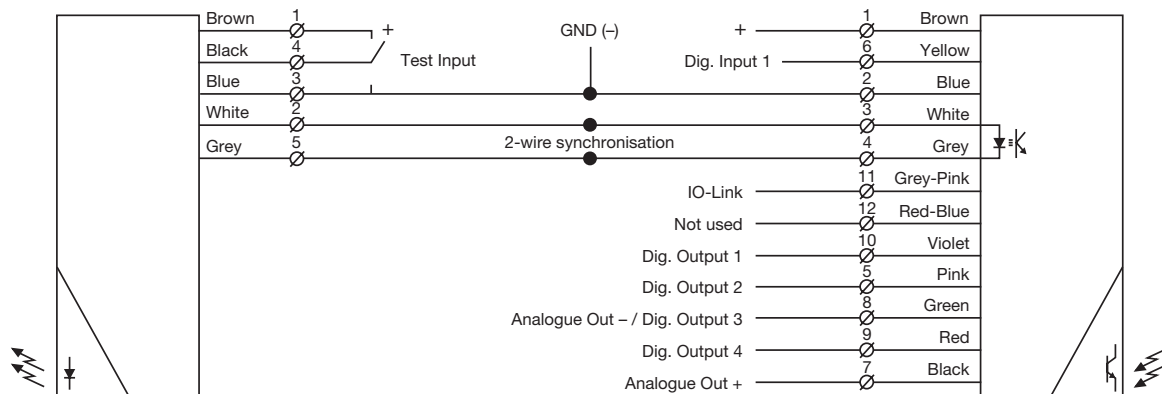 Brown 1 + GND (–) + 1 Brown
Black 4 Test Input Dig. Input 1 6 Yellow
Blue 3 2 Blue
White 2 3 White
Grey 5 2-wire synchronisation 4 Grey
IO-Link 11 Grey-Pink
Not used 12 Red-Blue
Dig. Output 1 10 Violet
Dig. Output 2 5 Pink
Analogue Out – / Dig. Output 3 8 Green
Dig. Output 4 9 Red
Analogue Out + 7 Black